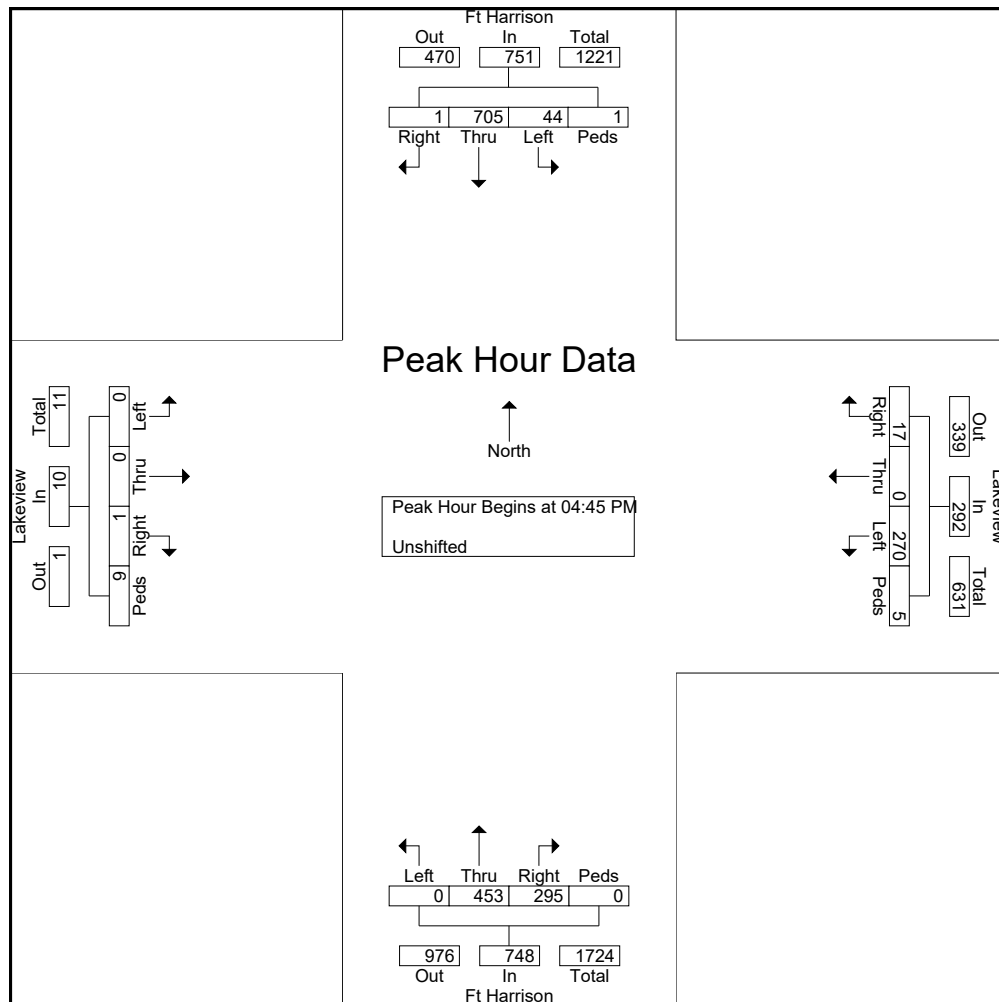 Ft Harrison
Out In Total
470 751 1221
1 705 44 1
Right Thru Left Peds
Peak Hour Data
North
Peak Hour Begins at 04:45 PM
Unshifted
Lakeview
Total In Out
11 10 1
0 0 1 9
Left Thru Right Peds
Right Thru Left Peds
17 0 270 5
339 292 631
Out In Total
Lakeview
Left Thru Right Peds
0 453 295 0
976 748 1724
Out In Total
Ft Harrison